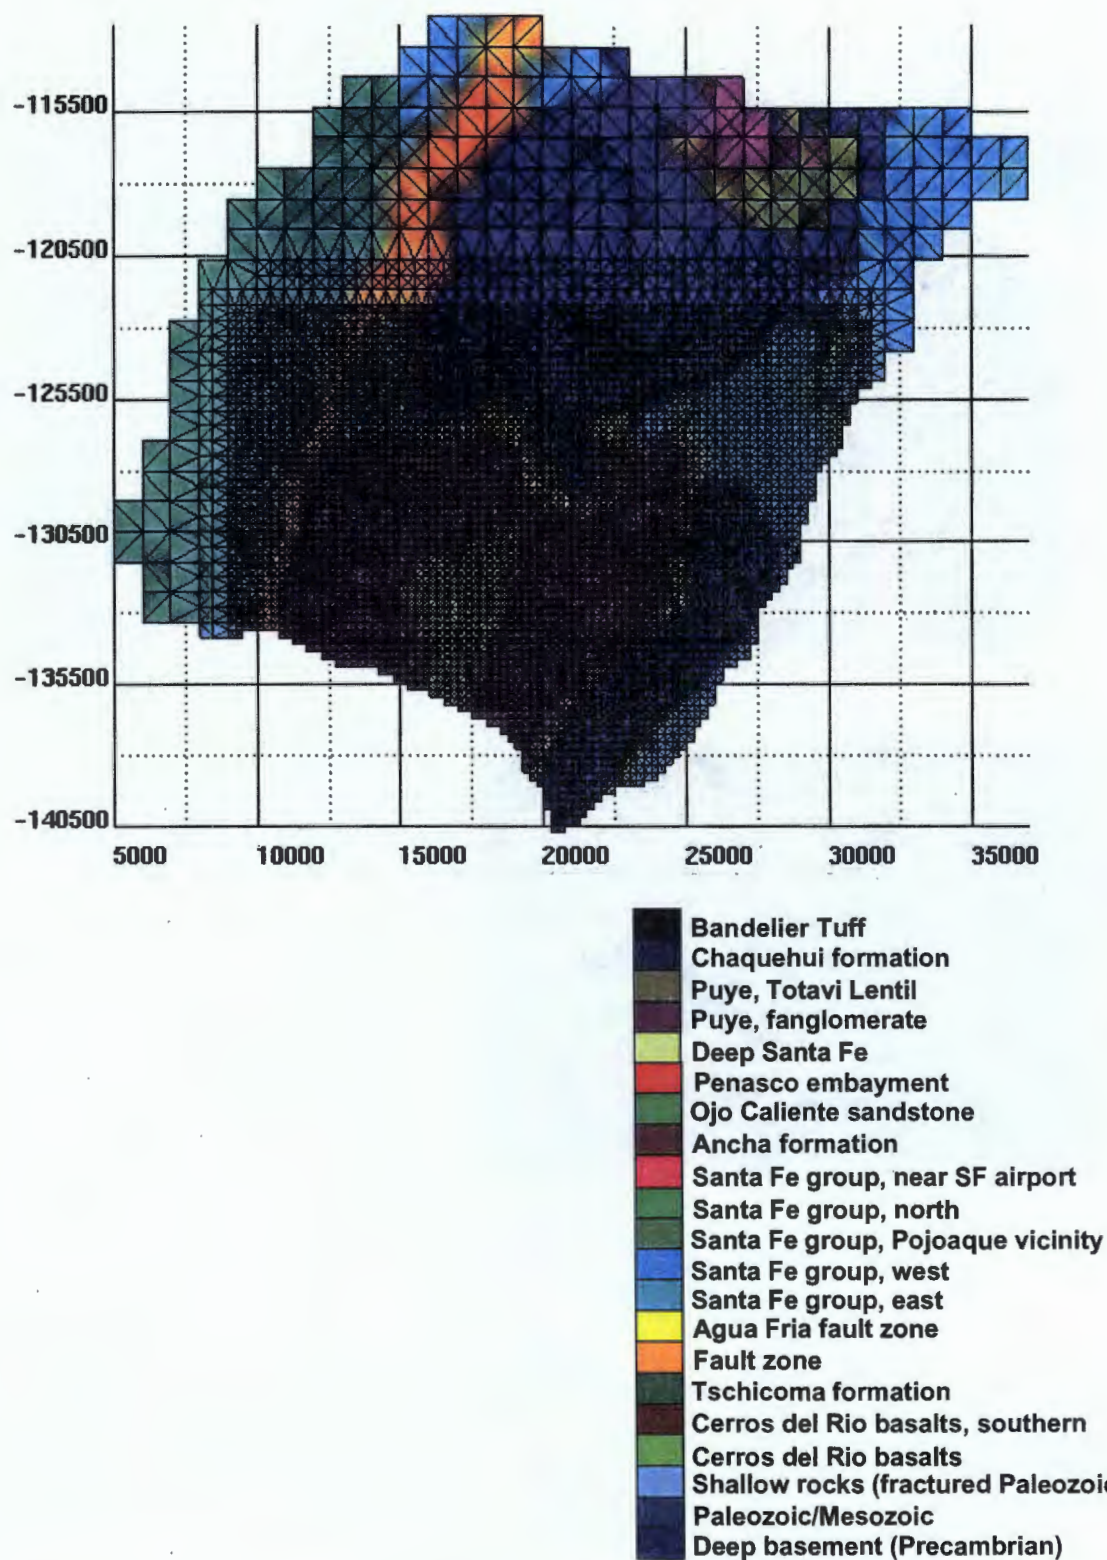 -115500
-120500
-125500
-130500
-135500
-140500
5000 10000 15000 20000 25000 30000 35000
Bandelier Tuff
Chaquehui formation
Puye, Totavi Lentil
Puye, fanglomerate
Deep Santa Fe
Penasco embayment
Ojo Caliente sandstone
Ancha formation
Santa Fe group, near SF airport
Santa Fe group, north
Santa Fe group, Pojoaque vicinity
Santa Fe group, west
Santa Fe group, east
Agua Fria fault zone
Fault zone
Tschicoma formation
Cerros del Rio basalts, southern
Cerros del Rio basalts
Shallow rocks (fractured Paleozoic
Paleozoic/Mesozoic
Deep basement (Precambrian)